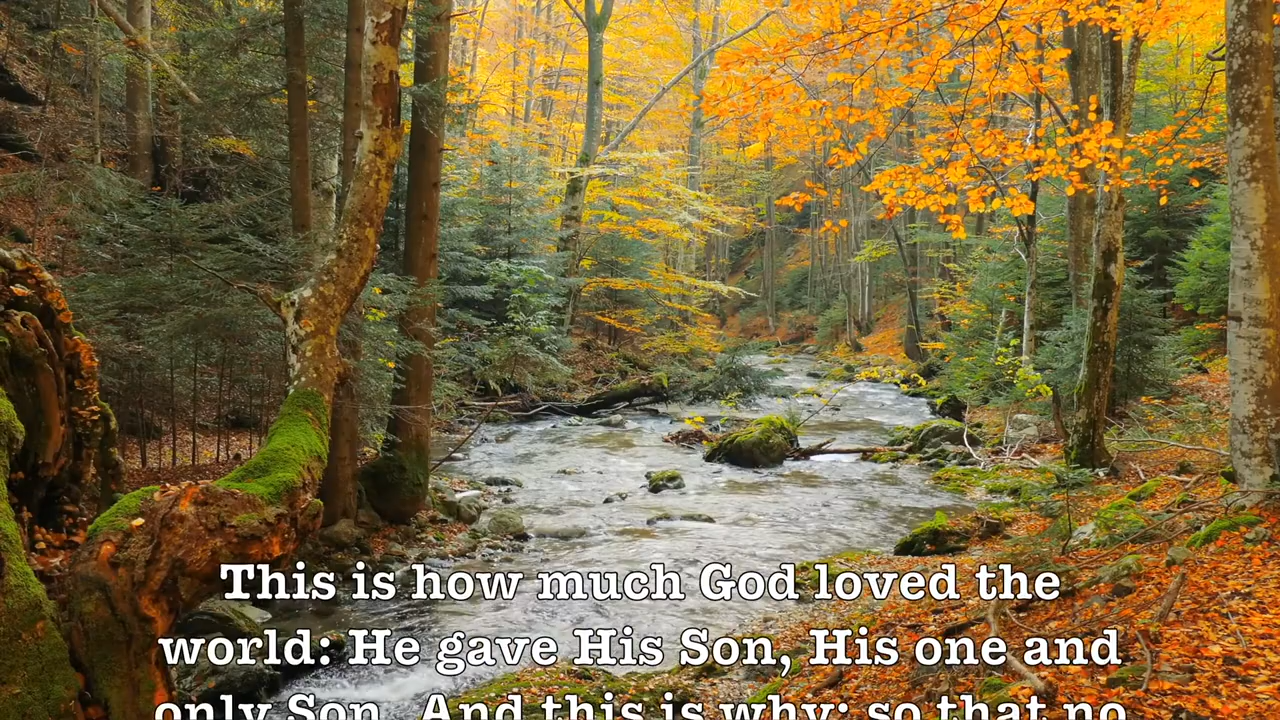 This is how much God loved the
world: He gave His Son, His one and
only Son. And this is why: so that no